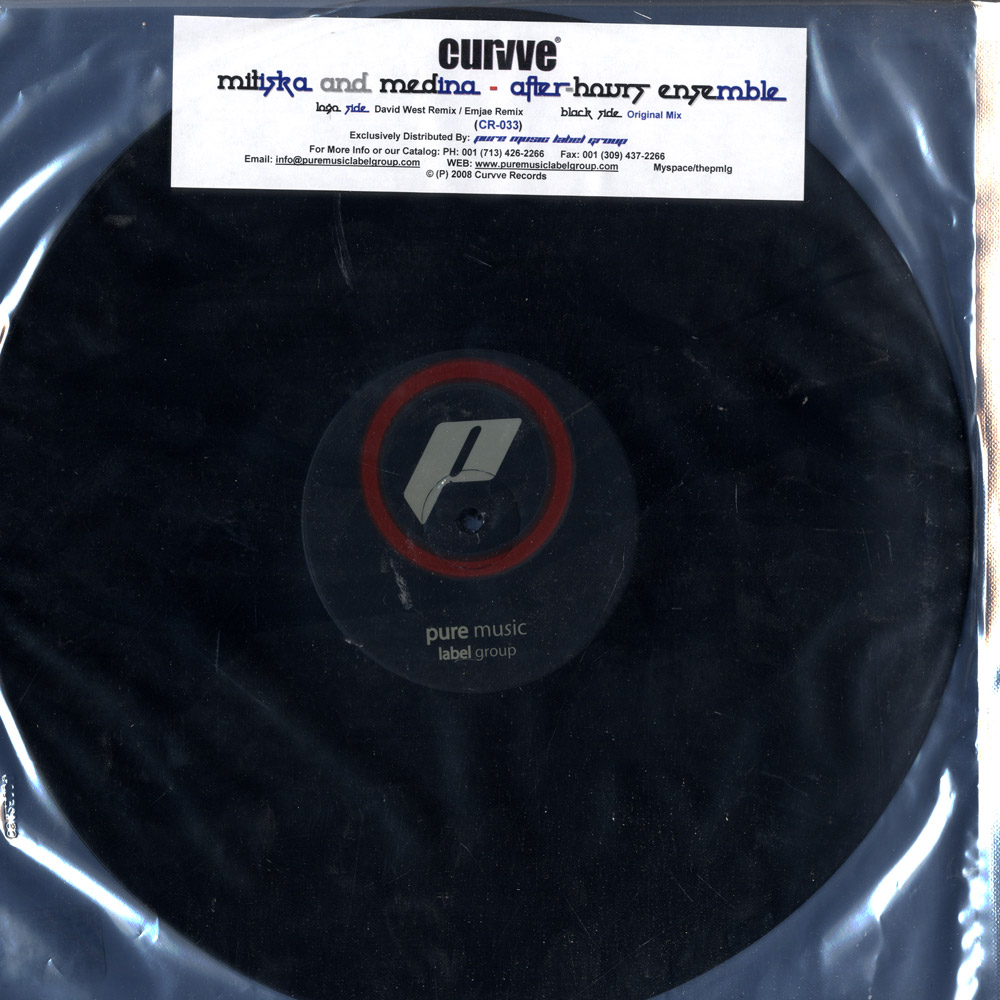 curvve®
mitiska and medina - after-hours ensemble
logo side David West Remix / Emjae Remix black side Original Mix
(CR-033)
Exclusively Distributed By: pure music label group
For More Info or our Catalog: PH: 001 (713) 426-2266 Fax: 001 (309) 437-2266
Email: info@puremusiclabelgroup.com WEB: www.puremusiclabelgroup.com Myspace/thepmlg
© (P) 2008 Curvve Records
P
pure music
label group